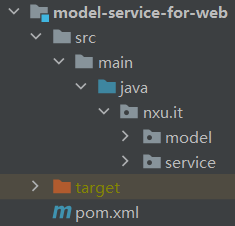 model-service-for-web
src
main
java
nxu.it
model
service
target
pom.xml